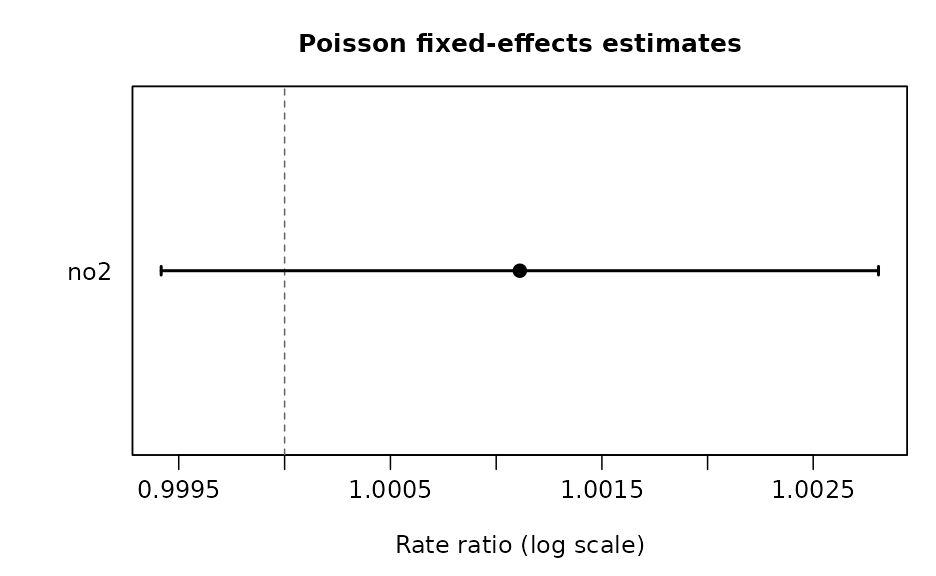 Poisson fixed-effects estimates
no2
0.9995 1.0005 1.0015 1.0025
Rate ratio (log scale)